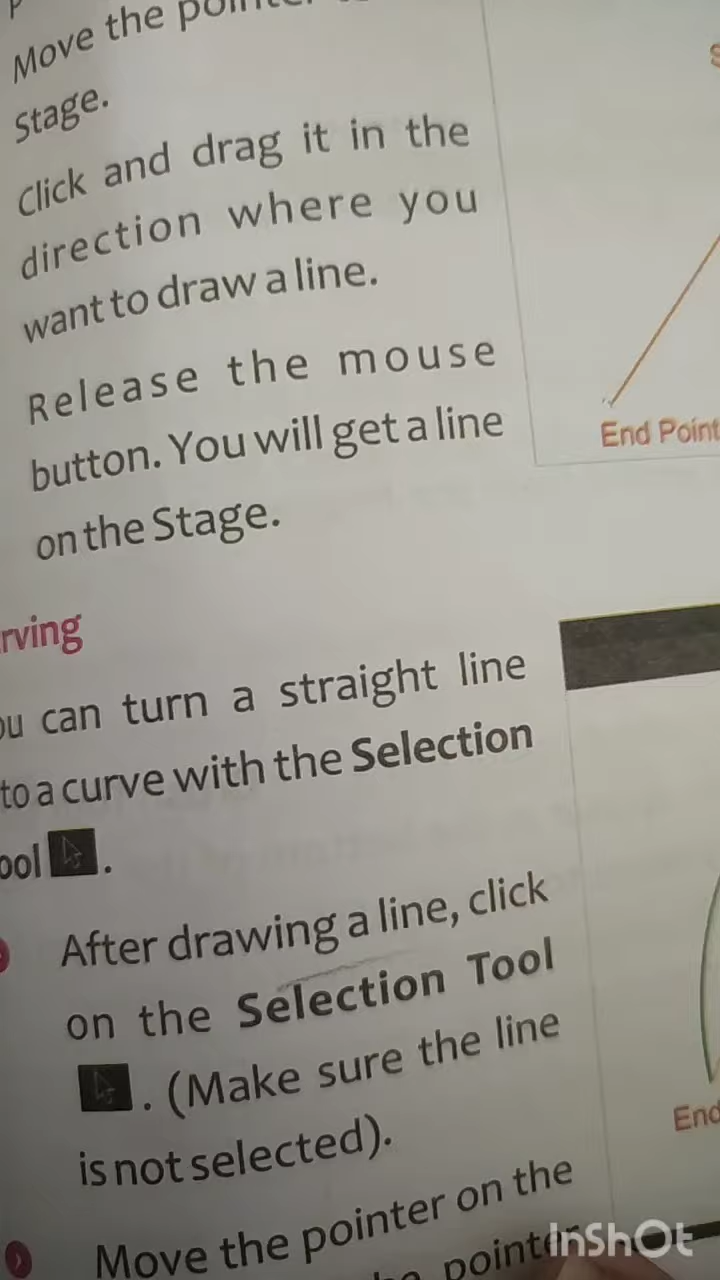 Move the pointer
Stage.
Click and drag it in the
direction where you
want to draw a line.
Release the mouse
button. You will get a line
on the Stage.
End Point
rving
ou can turn a straight line
to a curve with the Selection
ool .
After drawing a line, click
on the Selection Tool
. (Make sure the line
is not selected).
End
Move the pointer on the
pointer
InShOt